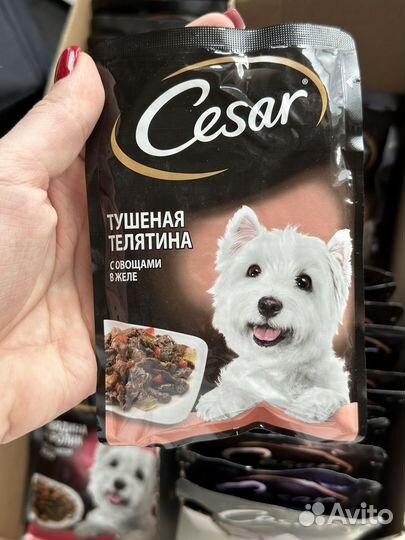 Cesar®
ТУШЕНАЯ
ТЕЛЯТИНА
С ОВОЩАМИ
В ЖЕЛЕ
Avito